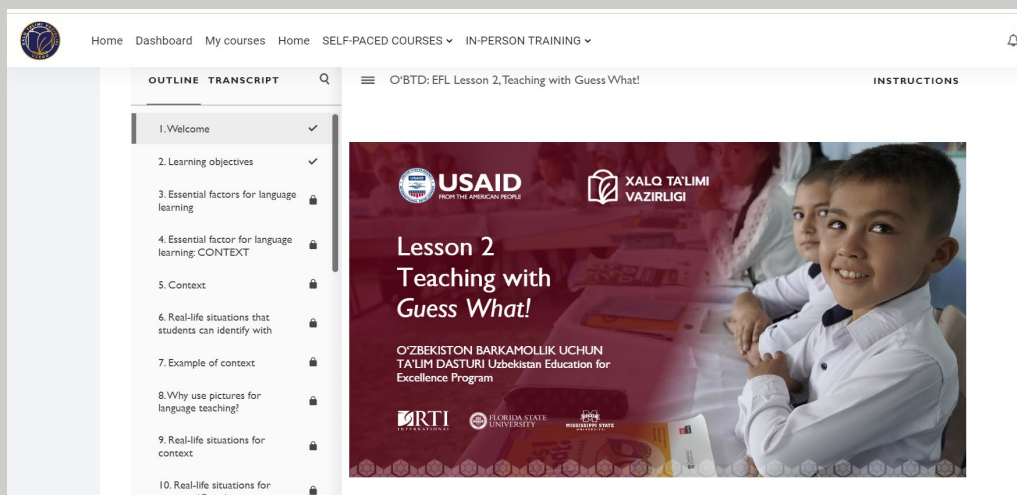 Home Dashboard My courses Home SELF-PACED COURSES IN-PERSON TRAINING
OUTLINE TRANSCRIPT
1. Welcome
2. Learning objectives
3. Essential factors for language
learning
4. Essential factor for language
learning: CONTEXT
5. Context
6. Real-life situations that
students can identify with
7. Example of context
8. Why use pictures for
language teaching?
9. Real-life situations for
context
10. Real-life situations for
O'BTD: EFL Lesson 2, Teaching with Guess What!
INSTRUCTIONS
USAID
FROM THE AMERICAN PEOPLE
XALQ TA'LIMI
VAZIRLIGI
Lesson 2
Teaching with
Guess What!
O'ZBEKISTON BARKAMOLLIK UCHUN
TA'LIM DASTURI Uzbekistan Education for
Excellence Program
RTI
INTERNATIONAL
FLORIDA STATE
UNIVERSITY
MISSISSIPPI STATE
UNIVERSITY